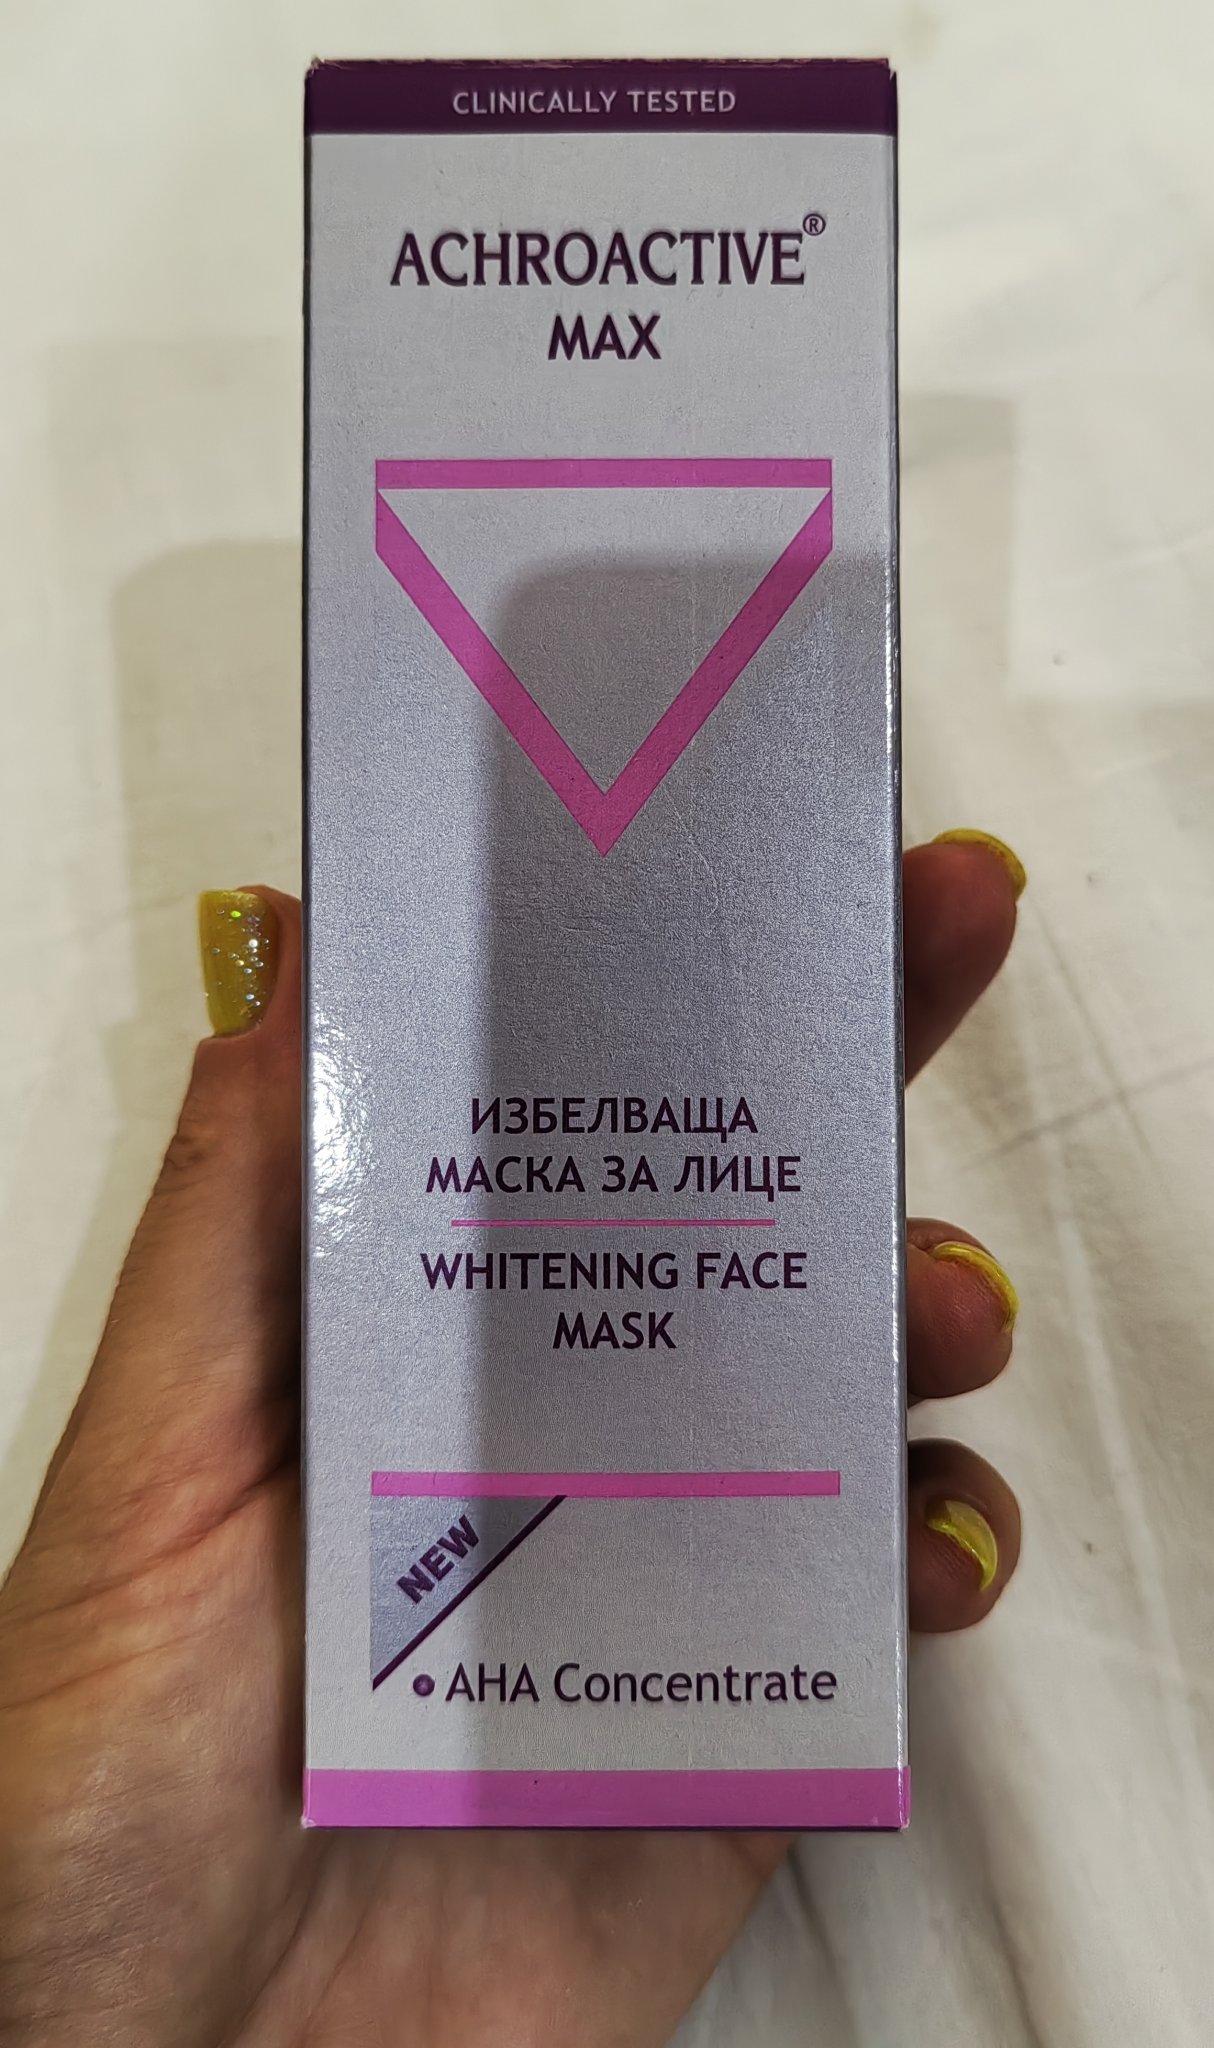 CLINICALLY TESTED
ACHROACTIVE®
MAX
ИЗБЕЛВАЩА
МАСКА ЗА ЛИЦЕ
WHITENING FACE
MASK
NEW
• AHA Concentrate